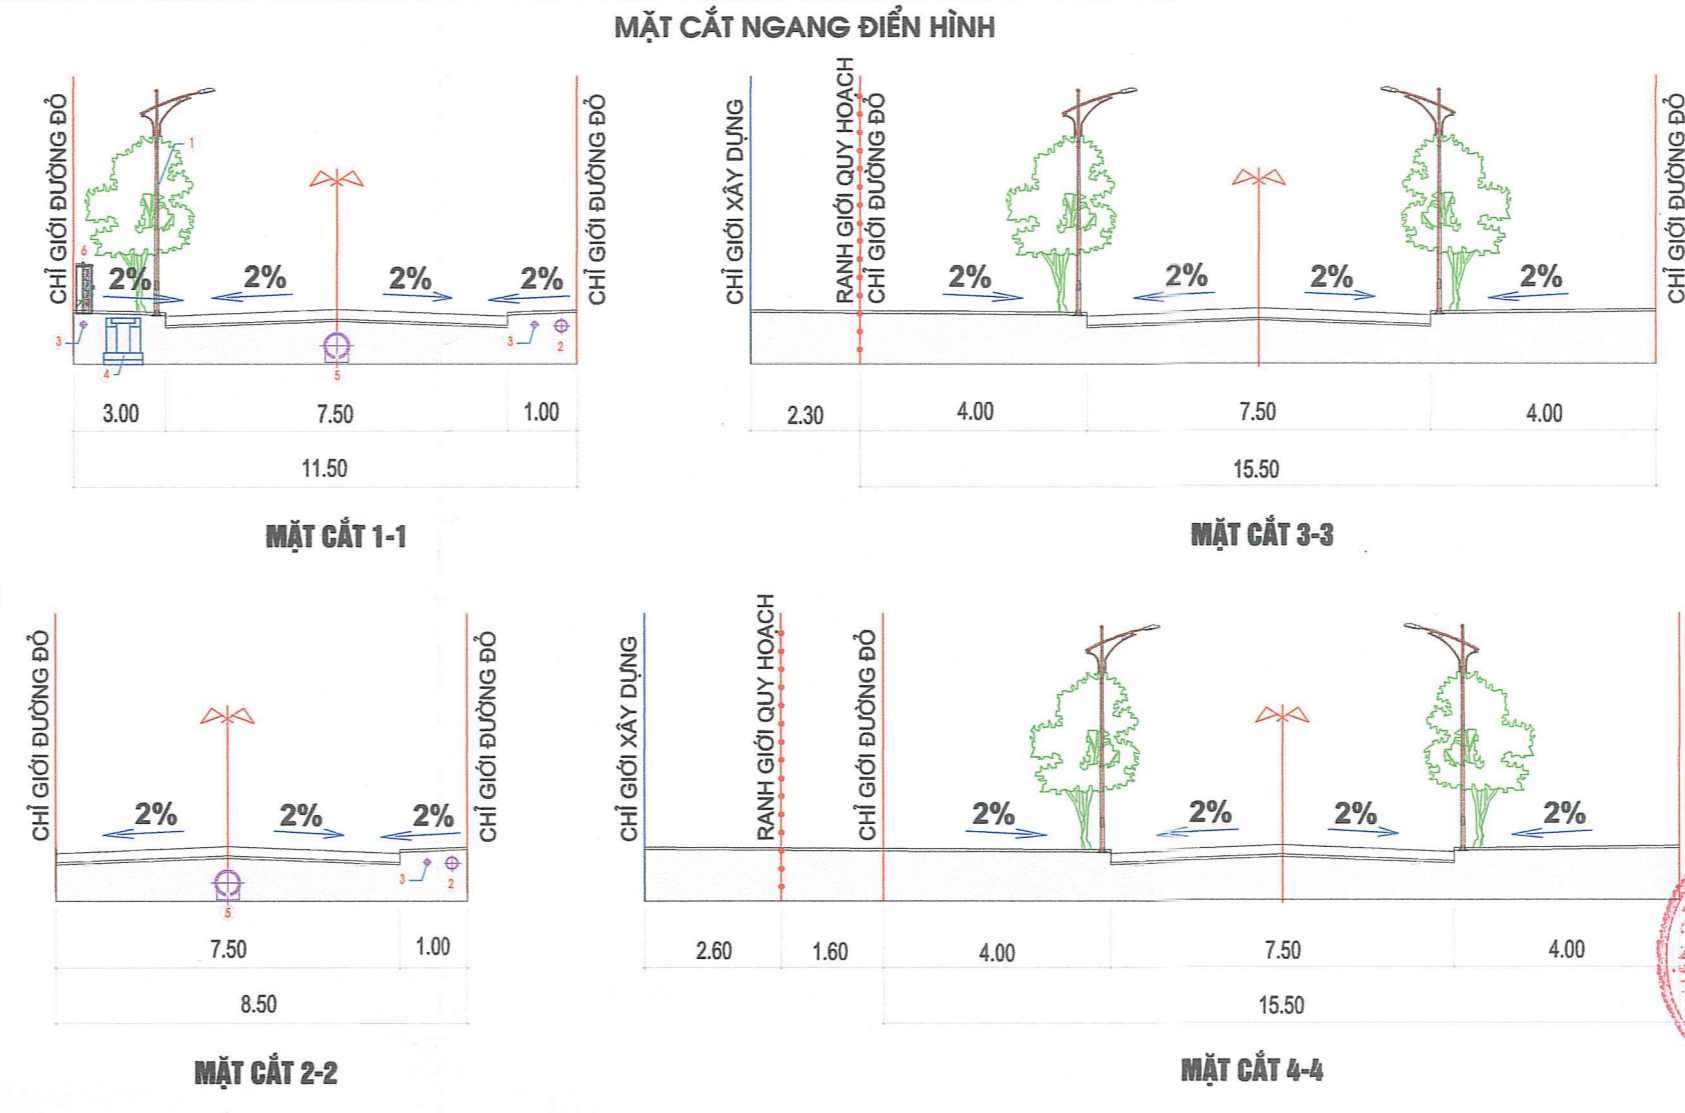 MẶT CẮT NGANG ĐIỂN HÌNH
CHỈ GIỚI ĐƯỜNG ĐỎ
1
6
2%
2%
2%
2%
CHỈ GIỚI ĐƯỜNG ĐỎ
3
4
5
3
2
3.00
7.50
1.00
11.50
MẶT CẮT 1-1
CHỈ GIỚI XÂY DỰNG
RANH GIỚI QUY HOẠCH
CHỈ GIỚI ĐƯỜNG ĐỎ
2%
2%
2%
2%
CHỈ GIỚI ĐƯỜNG ĐỎ
2.30
4.00
7.50
4.00
15.50
MẶT CẮT 3-3
CHỈ GIỚI ĐƯỜNG ĐỎ
2%
2%
2%
CHỈ GIỚI ĐƯỜNG ĐỎ
3
2
5
7.50
1.00
8.50
MẶT CẮT 2-2
CHỈ GIỚI XÂY DỰNG
RANH GIỚI QUY HOẠCH
CHỈ GIỚI ĐƯỜNG ĐỎ
2%
2%
2%
2%
2.60
1.60
4.00
7.50
4.00
15.50
MẶT CẮT 4-4